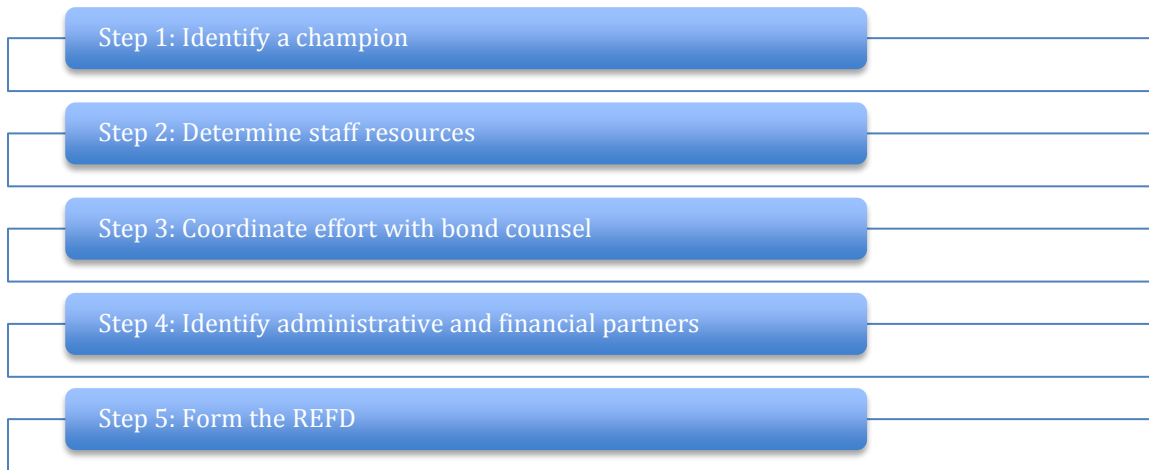 Step 1: Identify a champion
Step 2: Determine staff resources
Step 3: Coordinate effort with bond counsel
Step 4: Identify administrative and financial partners
Step 5: Form the REFD